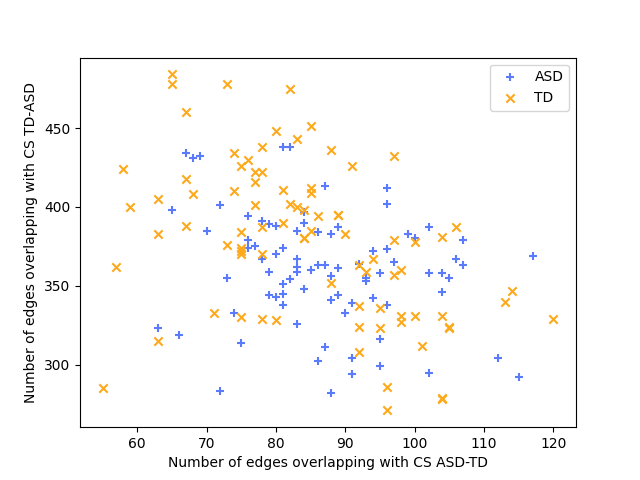 ASD
TD
450
400
350
300
60 70 80 90 100 110 120
Number of edges overlapping with CS TD-ASD
Number of edges overlapping with CS ASD-TD